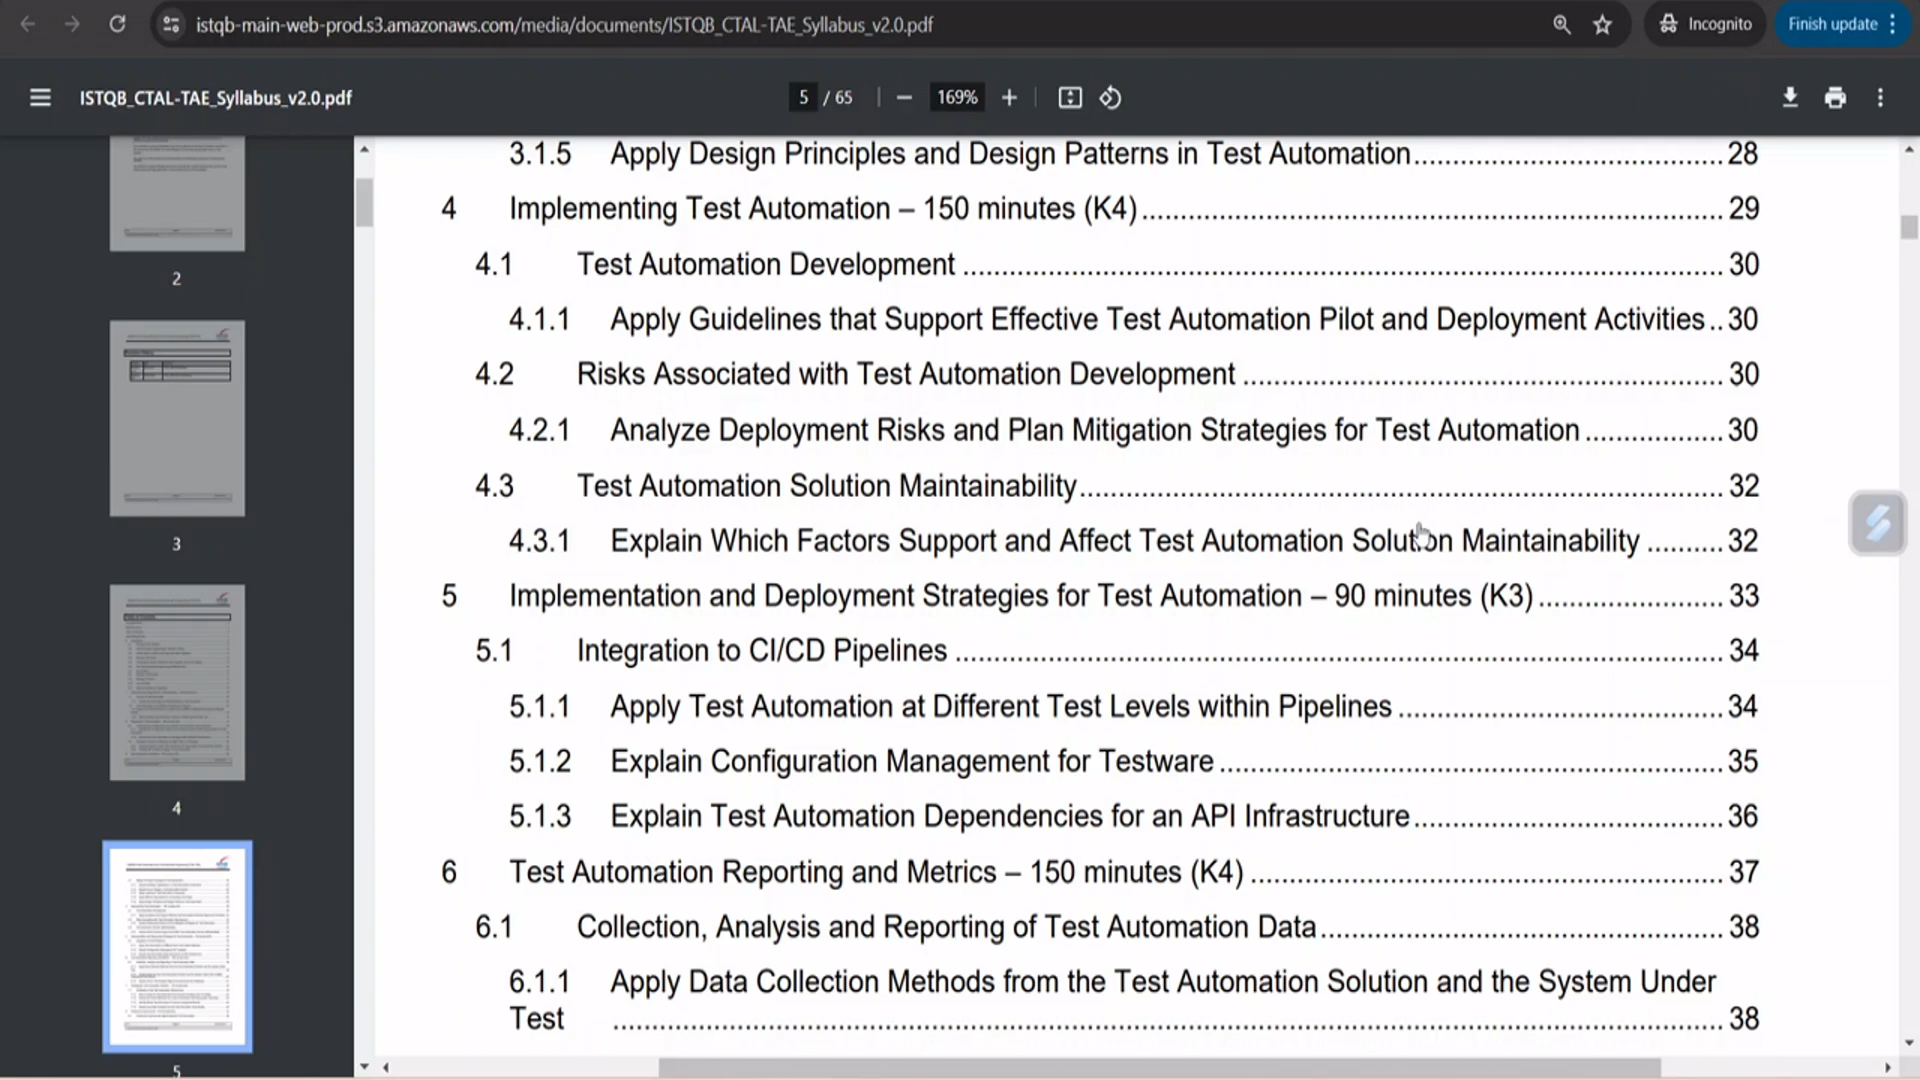 istqb-main-web-prod.s3.amazonaws.com/media/documents/ISTQB_CTAL-TAE_Syllabus_v2.0.pdf
Incognito
Finish update
ISTQB_CTAL-TAE_Syllabus_v2.0.pdf
5 / 65
169%
3.1.5 Apply Design Principles and Design Patterns in Test Automation 28
4 Implementing Test Automation – 150 minutes (K4) 29
4.1 Test Automation Development 30
4.1.1 Apply Guidelines that Support Effective Test Automation Pilot and Deployment Activities 30
4.2 Risks Associated with Test Automation Development 30
4.2.1 Analyze Deployment Risks and Plan Mitigation Strategies for Test Automation 30
4.3 Test Automation Solution Maintainability 32
4.3.1 Explain Which Factors Support and Affect Test Automation Solution Maintainability 32
5 Implementation and Deployment Strategies for Test Automation – 90 minutes (K3) 33
5.1 Integration to CI/CD Pipelines 34
5.1.1 Apply Test Automation at Different Test Levels within Pipelines 34
5.1.2 Explain Configuration Management for Testware 35
5.1.3 Explain Test Automation Dependencies for an API Infrastructure 36
6 Test Automation Reporting and Metrics – 150 minutes (K4) 37
6.1 Collection, Analysis and Reporting of Test Automation Data 38
6.1.1 Apply Data Collection Methods from the Test Automation Solution and the System Under
Test 38
2
3
4
5